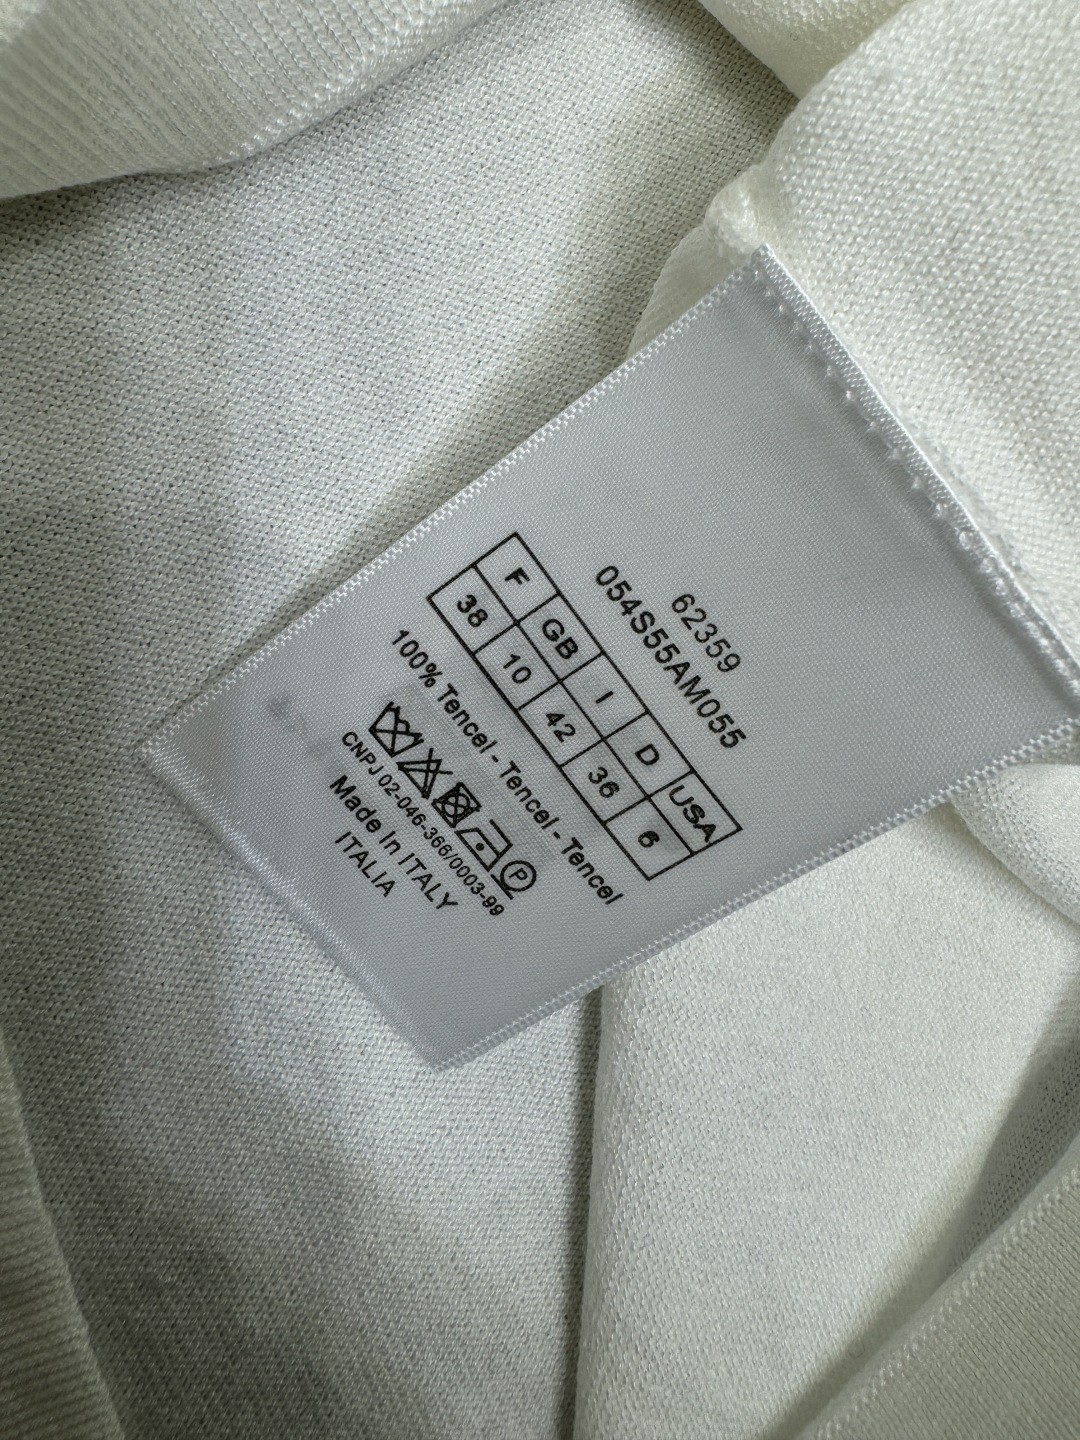 62359
054S55AM055
F GB I D USA
38 10 42 36 6
100% Tencel - Tencel - Tencel - Tencel
P
CNPJ 02-046-366/0003-99
Made In ITALY
ITALIA